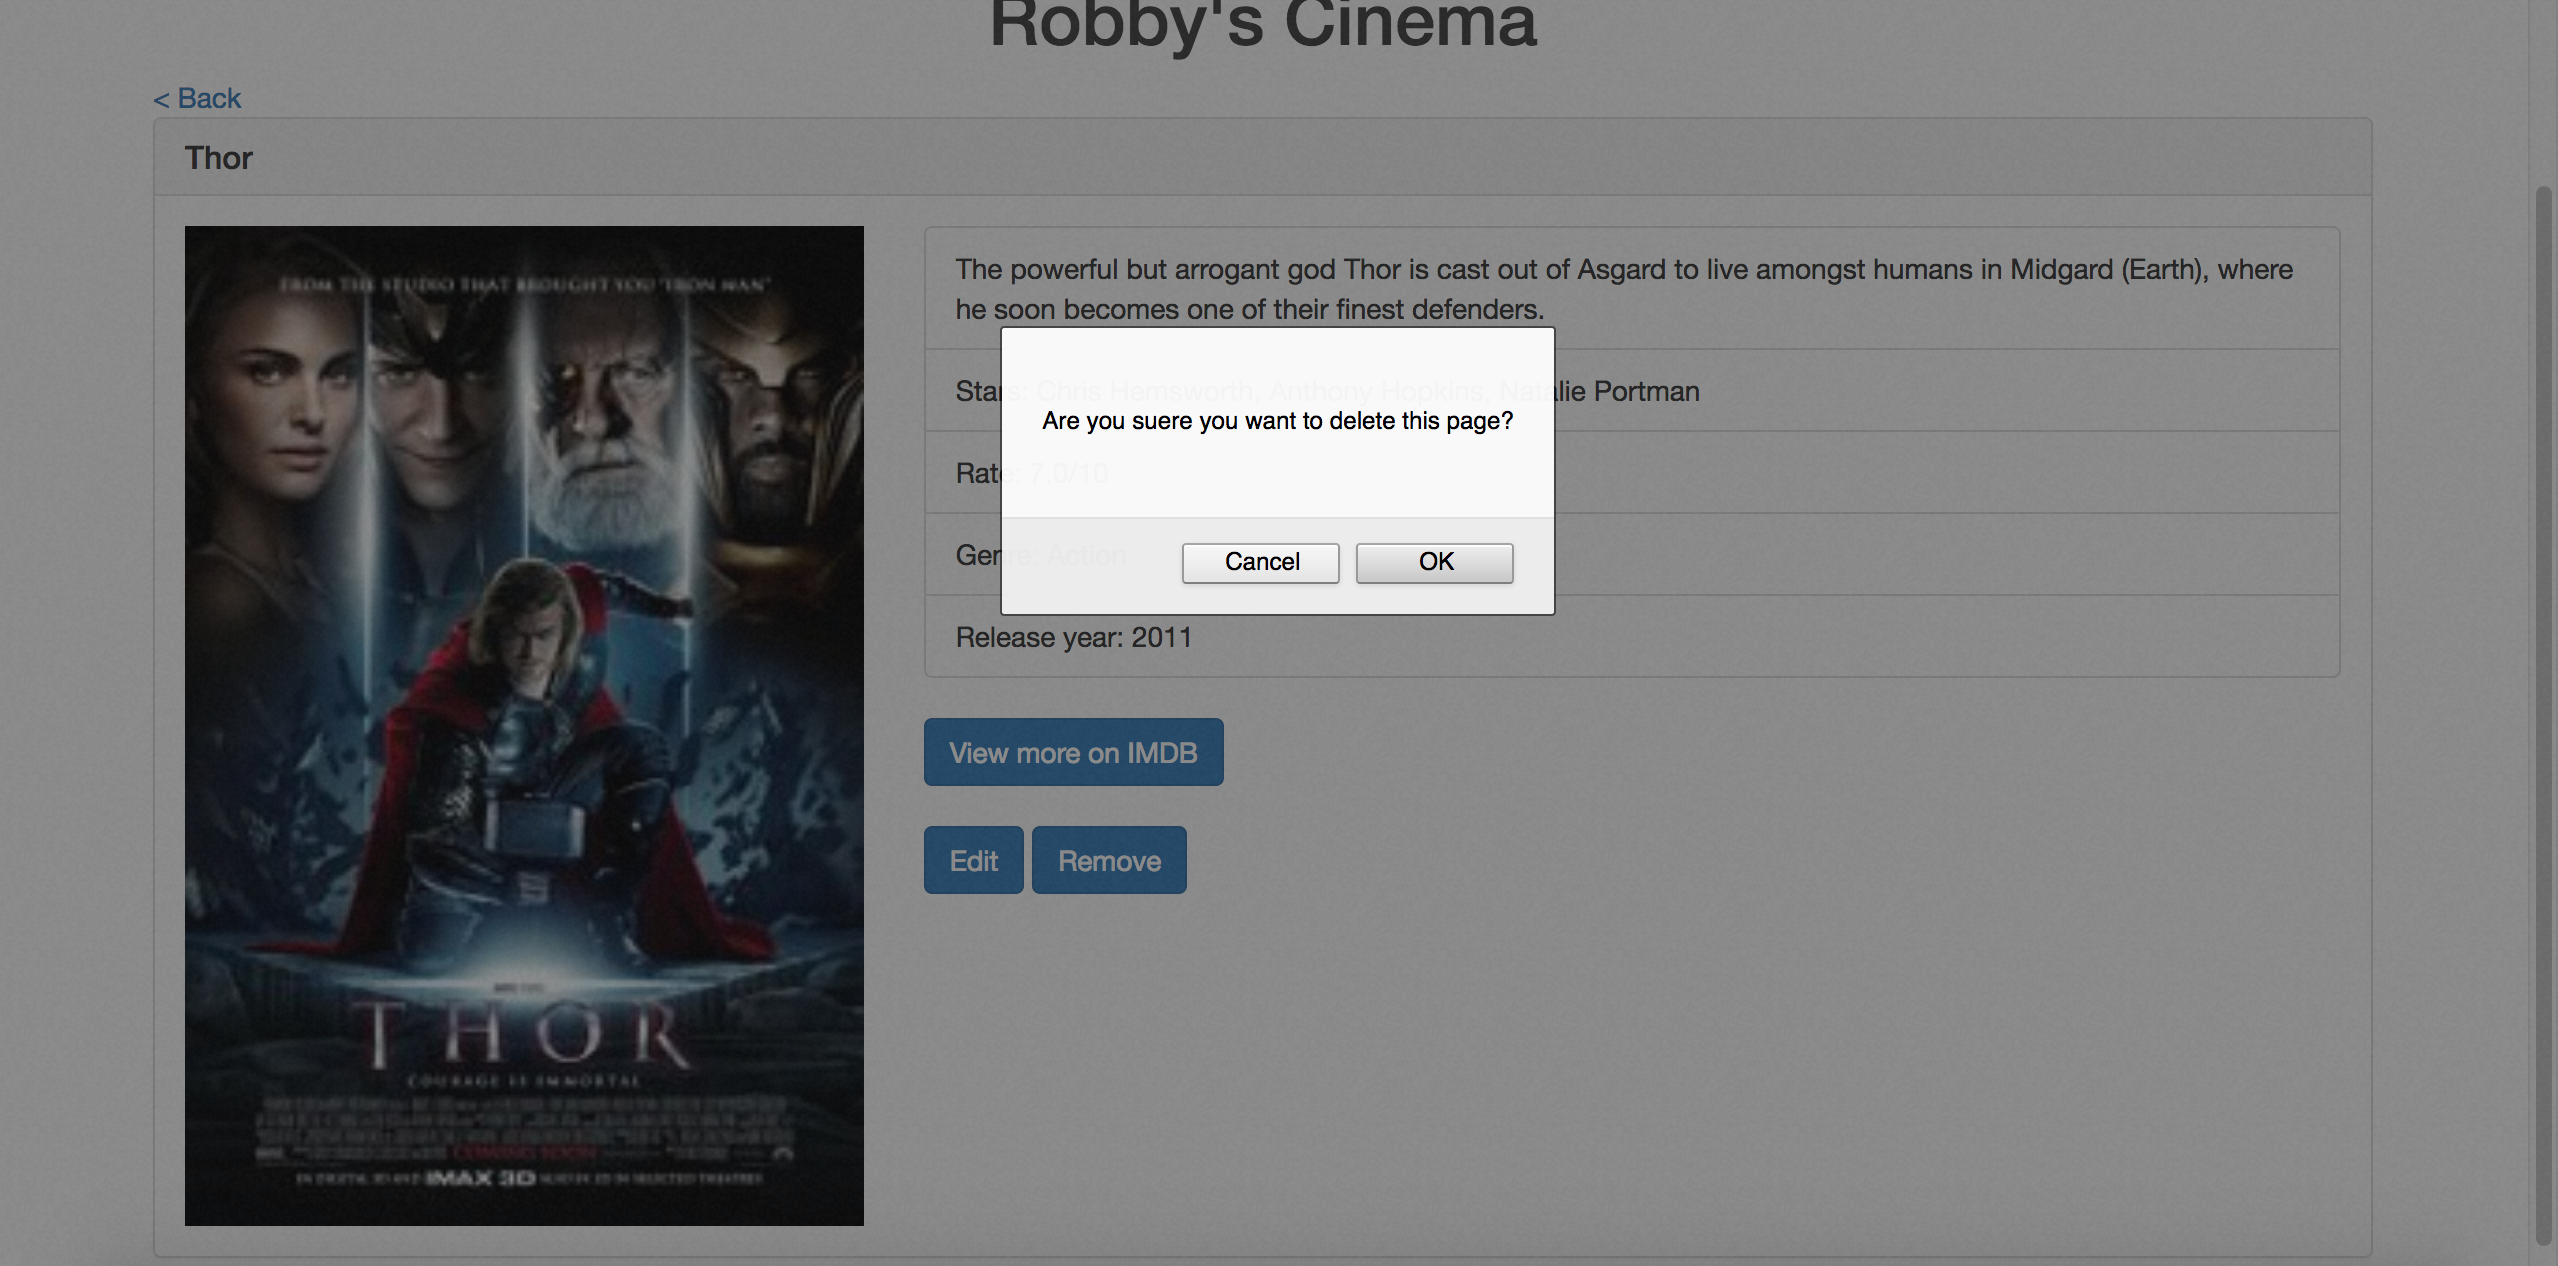 Robby's Cinema
< Back
Thor
FROM THE STUDIO THAT BROUGHT YOU "IRON MAN"
THOR
COURAGE IS IMMORTAL
COMING SOON
IMAX 3D
The powerful but arrogant god Thor is cast out of Asgard to live amongst humans in Midgard (Earth), where
he soon becomes one of their finest defenders.
Stars: Chris Hemsworth, Anthony Hopkins, Natalie Portman
Are you suere you want to delete this page?
Rate: 7.0/10
Genre: Action
Cancel
OK
Release year: 2011
View more on IMDB
Edit
Remove